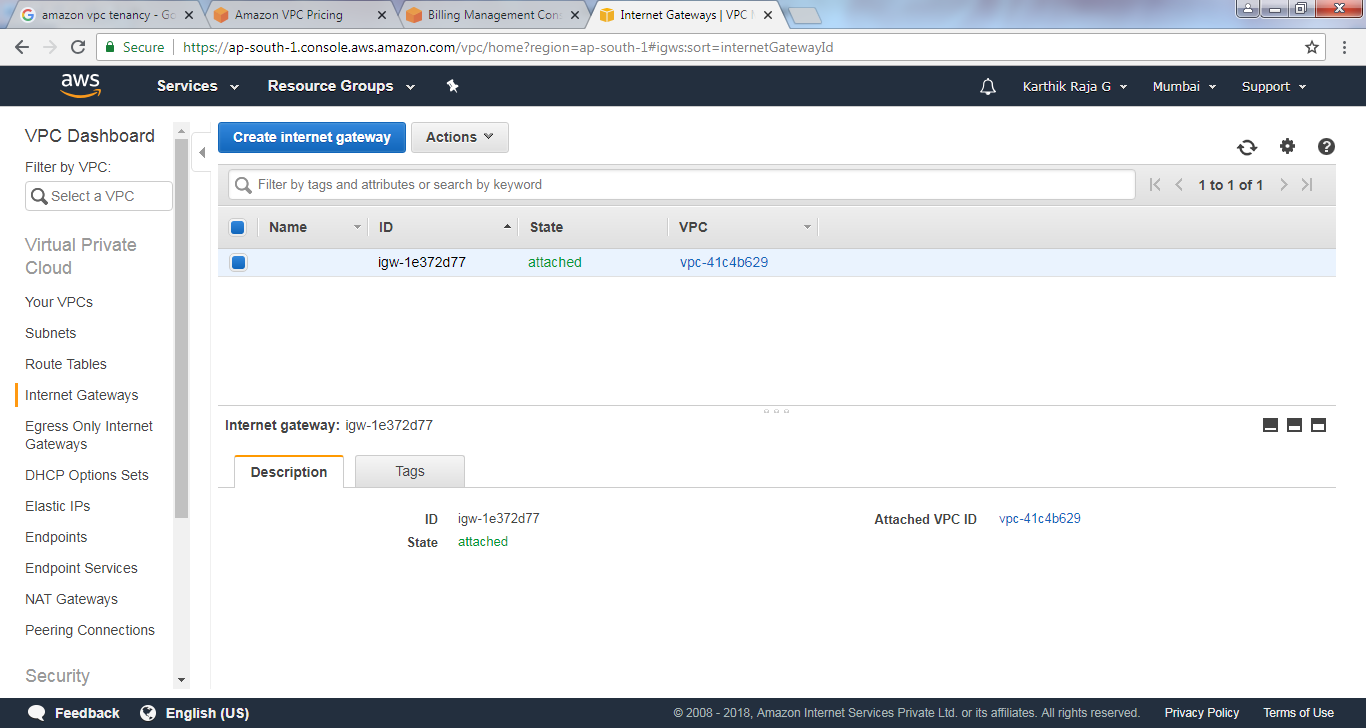 amazon vpc tenancy - Go
Amazon VPC Pricing
Billing Management Con
Internet Gateways | VPC M
Secure
https://ap-south-1.console.aws.amazon.com/vpc/home?region=ap-south-1#igws:sort=internetGatewayId
aws
Services
Resource Groups
Karthik Raja G
Mumbai
Support
VPC Dashboard
Filter by VPC:
Select a VPC
Virtual Private
Cloud
Your VPCs
Subnets
Route Tables
Internet Gateways
Egress Only Internet
Gateways
DHCP Options Sets
Elastic IPs
Endpoints
Endpoint Services
NAT Gateways
Peering Connections
Security
Create internet gateway
Actions
Filter by tags and attributes or search by keyword
1 to 1 of 1
Name
ID
State
VPC
igw-1e372d77
attached
vpc-41c4b629
Internet gateway: igw-1e372d77
Description
Tags
ID igw-1e372d77
Attached VPC ID vpc-41c4b629
State attached
Feedback
English (US)
© 2008 - 2018, Amazon Internet Services Private Ltd. or its affiliates. All rights reserved.
Privacy Policy
Terms of Use